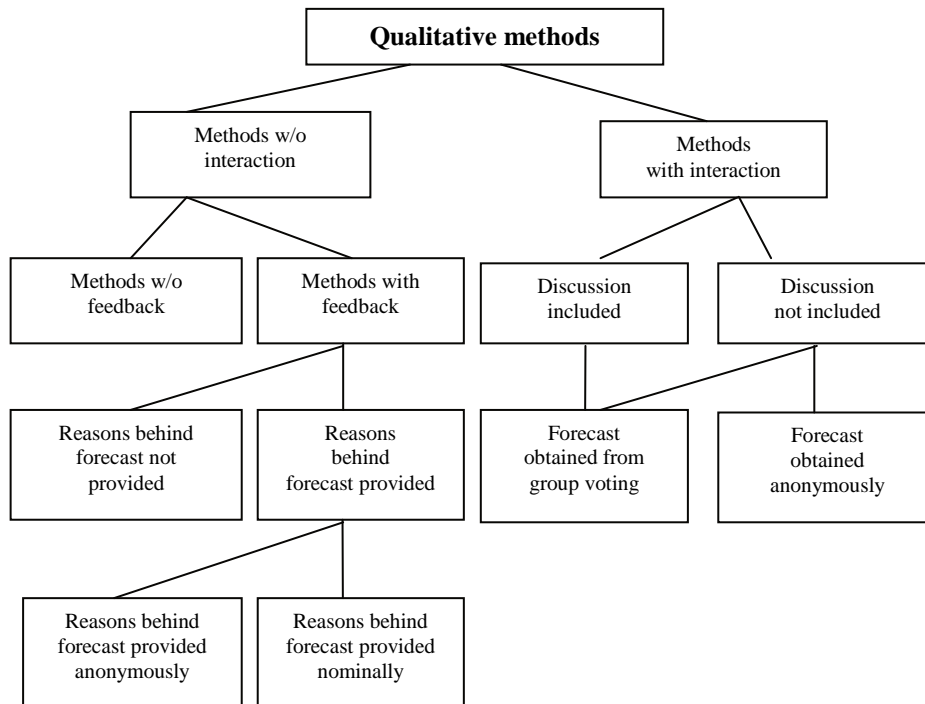 Qualitative methods
Methods w/o
interaction
Methods
with interaction
Methods w/o
feedback
Methods with
feedback
Discussion
included
Discussion
not included
Reasons behind
forecast not
provided
Reasons
behind
forecast provided
Forecast
obtained from
group voting
Forecast
obtained
anonymously
Reasons behind
forecast provided
anonymously
Reasons behind
forecast provided
nominally